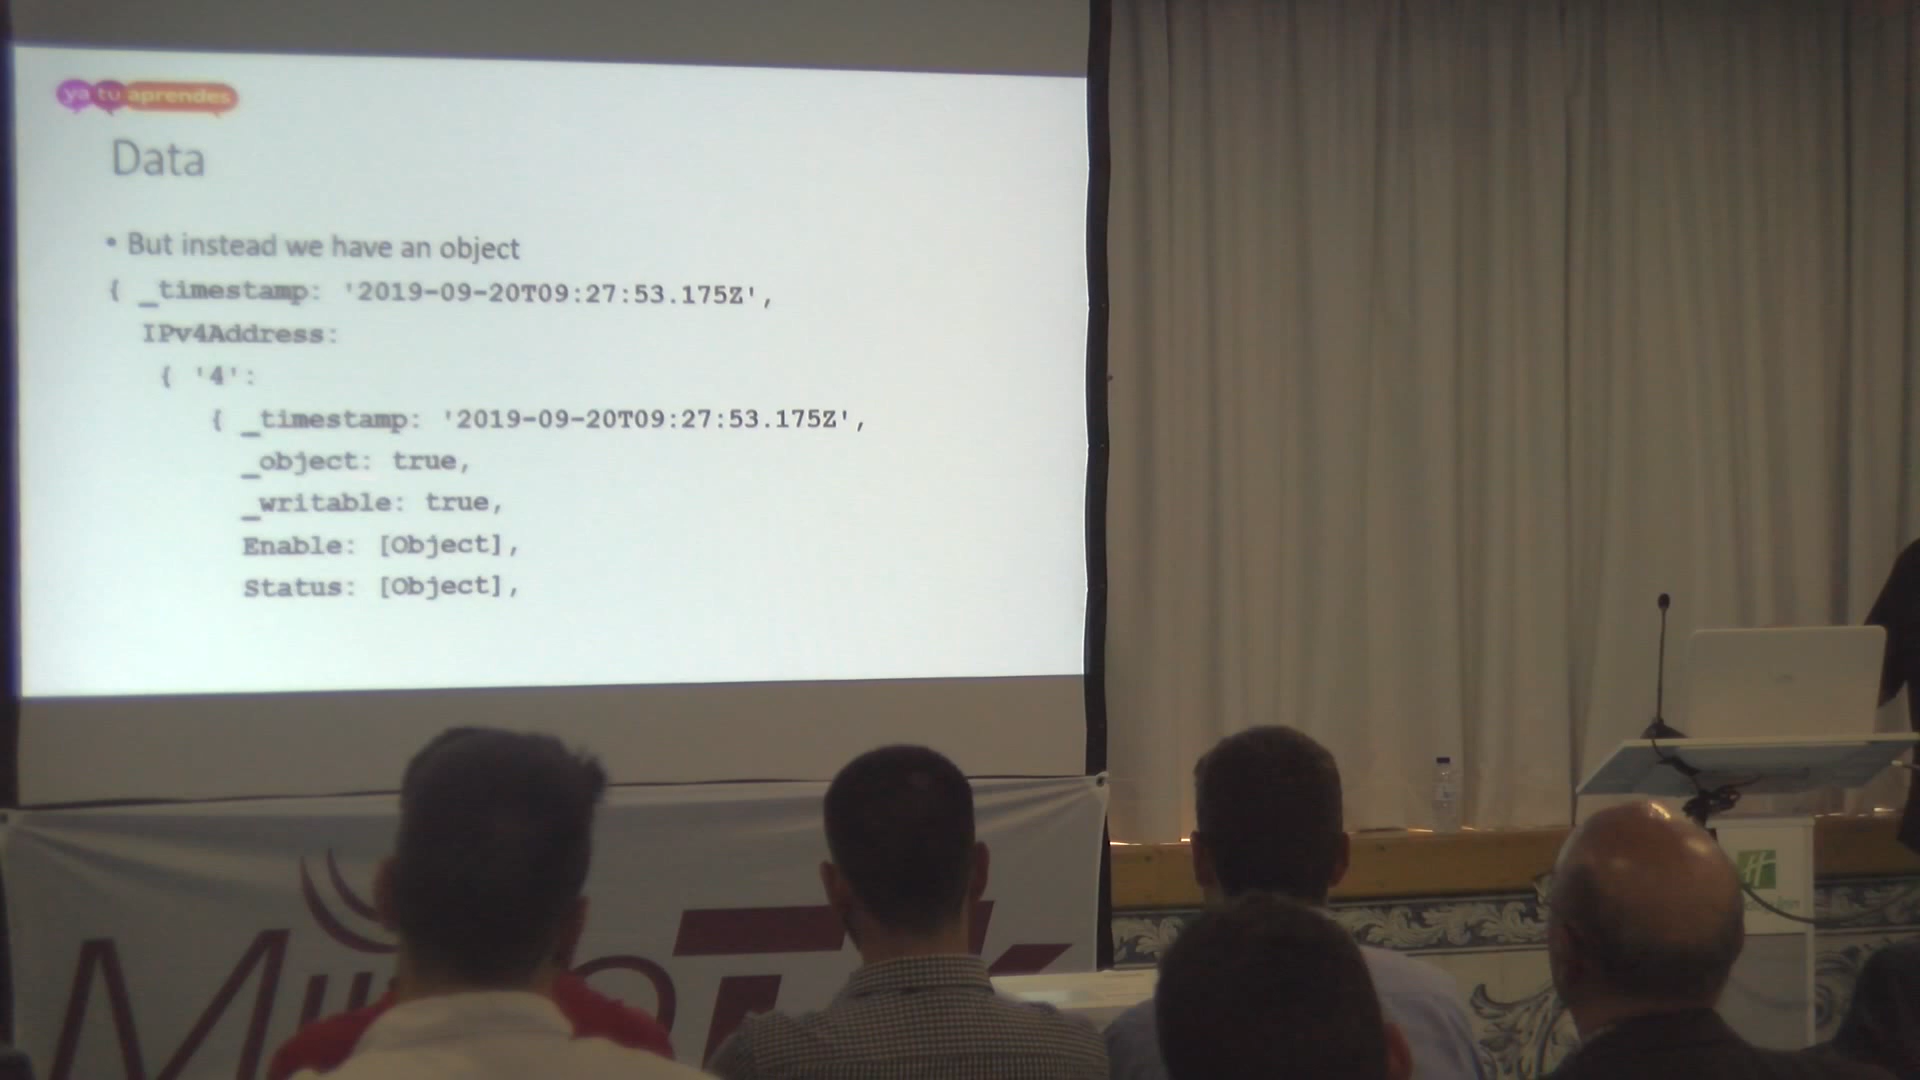 ya tu aprendes
Data
• But instead we have an object
{ _timestamp: '2019-09-20T09:27:53.175Z',
IPv4Address:
{ '4':
{ _timestamp: '2019-09-20T09:27:53.175Z',
_object: true,
_writable: true,
Enable: [Object],
Status: [Object],